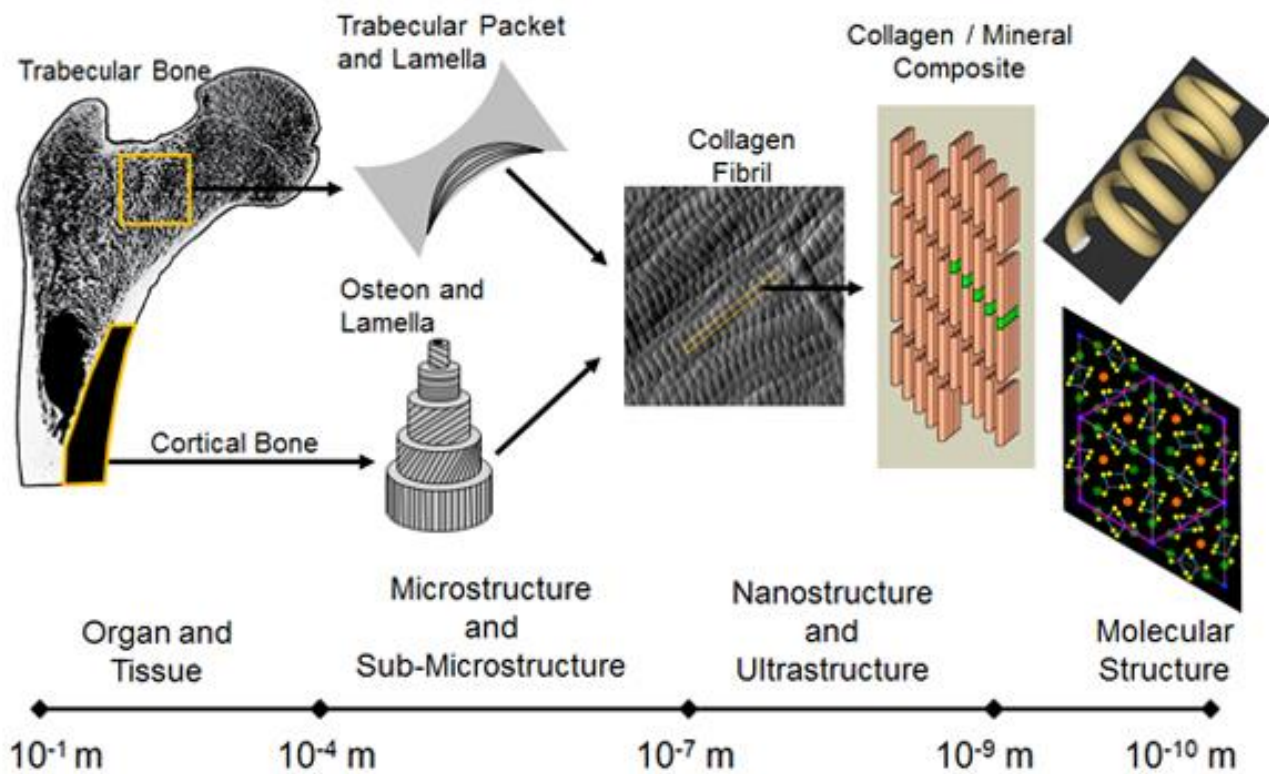 Trabecular Bone
Trabecular Packet
and Lamella
Collagen / Mineral
Composite
Collagen
Fibril
Osteon and
Lamella
Cortical Bone
Organ and
Tissue
Microstructure
and
Sub-Microstructure
Nanostructure
and
Ultrastructure
Molecular
Structure
10⁻¹ m
10⁻⁴ m
10⁻⁷ m
10⁻⁹ m
10⁻¹⁰ m